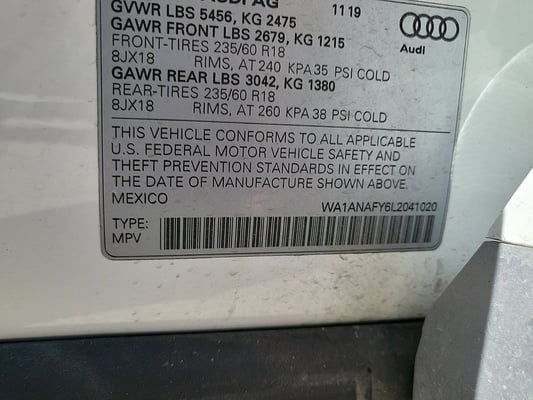 AUDI AG 11 19
GVWR LBS 5456, KG 2475
GAWR FRONT LBS 2679, KG 1215
FRONT-TIRES 235/60 R18
8JX18 RIMS, AT 240 KPA 35 PSI COLD
GAWR REAR LBS 3042, KG 1380
REAR-TIRES 235/60 R18
8JX18 RIMS, AT 260 KPA 38 PSI COLD
Audi
THIS VEHICLE CONFORMS TO ALL APPLICABLE
U.S. FEDERAL MOTOR VEHICLE SAFETY AND
THEFT PREVENTION STANDARDS IN EFFECT ON
THE DATE OF MANUFACTURE SHOWN ABOVE.
MEXICO WA1ANAFY6L2041020
TYPE:
MPV